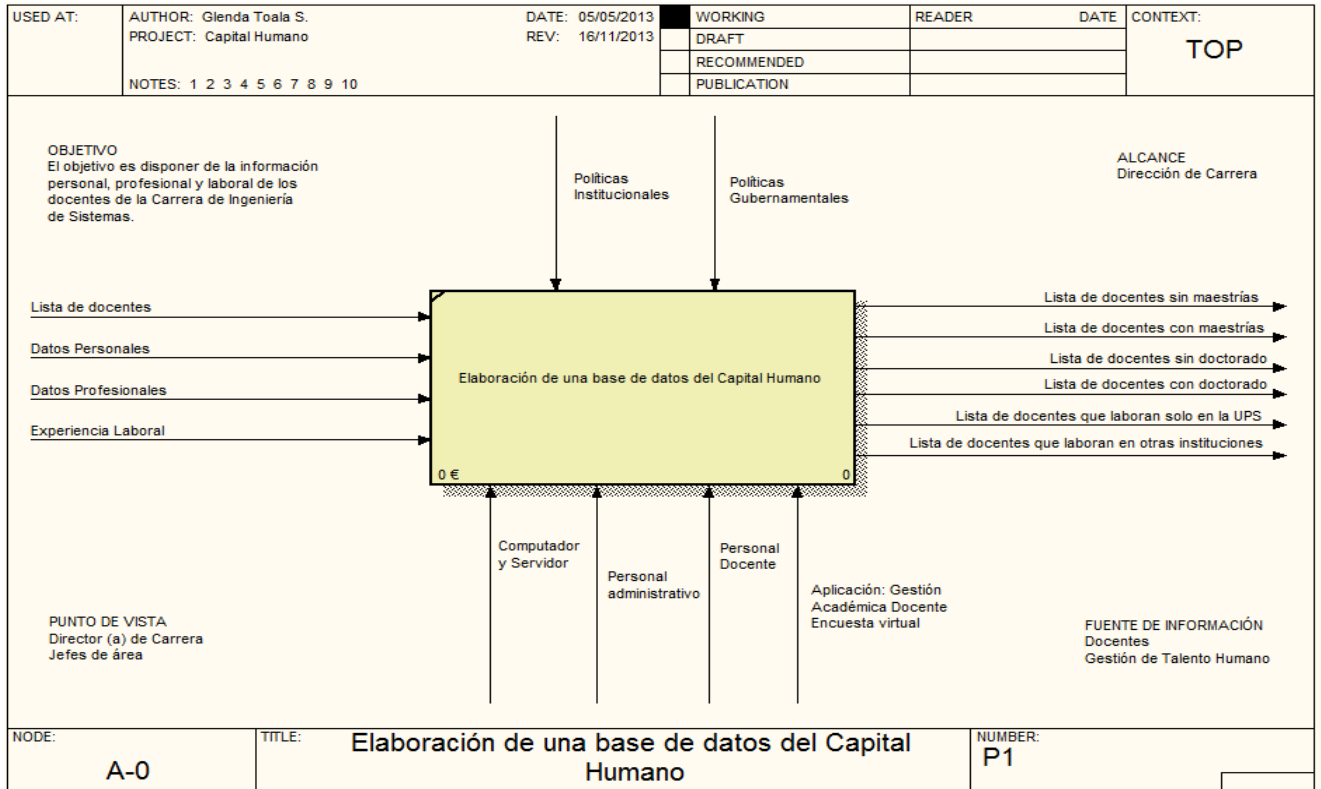 USED AT:
AUTHOR: Glenda Toala S.
DATE: 05/05/2013
PROJECT: Capital Humano
REV: 16/11/2013
NOTES: 1 2 3 4 5 6 7 8 9 10
WORKING
DRAFT
RECOMMENDED
PUBLICATION
READER
DATE
CONTEXT:
TOP
OBJETIVO
El objetivo es disponer de la información
personal, profesional y laboral de los
docentes de la Carrera de Ingeniería
de Sistemas.
Políticas
Institucionales
Políticas
Gubernamentales
ALCANCE
Dirección de Carrera
Lista de docentes
Datos Personales
Datos Profesionales
Experiencia Laboral
Elaboración de una base de datos del Capital Humano
0 €
0
Lista de docentes sin maestrías
Lista de docentes con maestrías
Lista de docentes sin doctorado
Lista de docentes con doctorado
Lista de docentes que laboran solo en la UPS
Lista de docentes que laboran en otras instituciones
Computador
y Servidor
Personal
administrativo
Personal
Docente
Aplicación: Gestión
Académica Docente
Encuesta virtual
PUNTO DE VISTA
Director (a) de Carrera
Jefes de área
FUENTE DE INFORMACIÓN
Docentes
Gestión de Talento Humano
NODE:
A-0
TITLE:
Elaboración de una base de datos del Capital
Humano
NUMBER:
P1